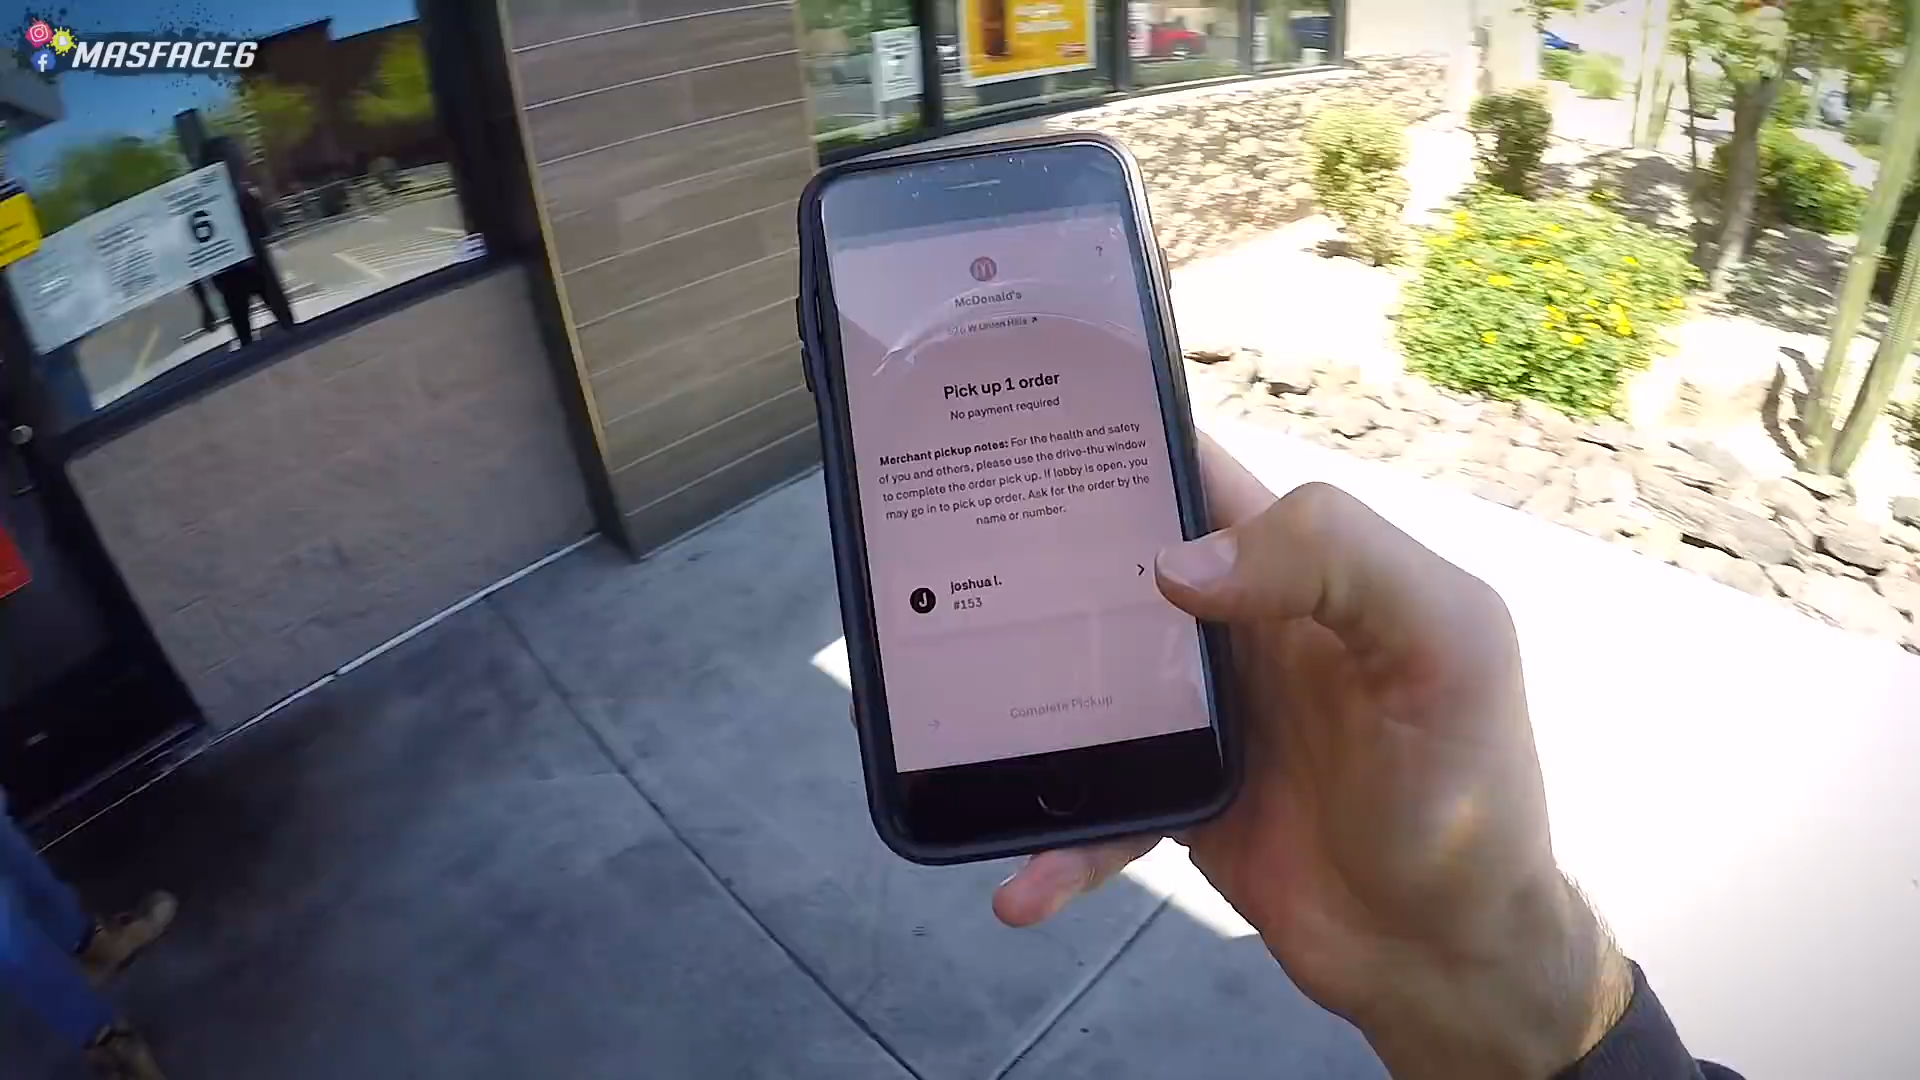 MASFACE6
6
?
McDonald's
W Union Hills
Pick up 1 order
No payment required
Merchant pickup notes: For the health and safety
of you and others, please use the drive-thu window
to complete the order pick up. If lobby is open, you
may go in to pick up order. Ask for the order by the
name or number.
J
joshua l.
#153
Complete Pickup